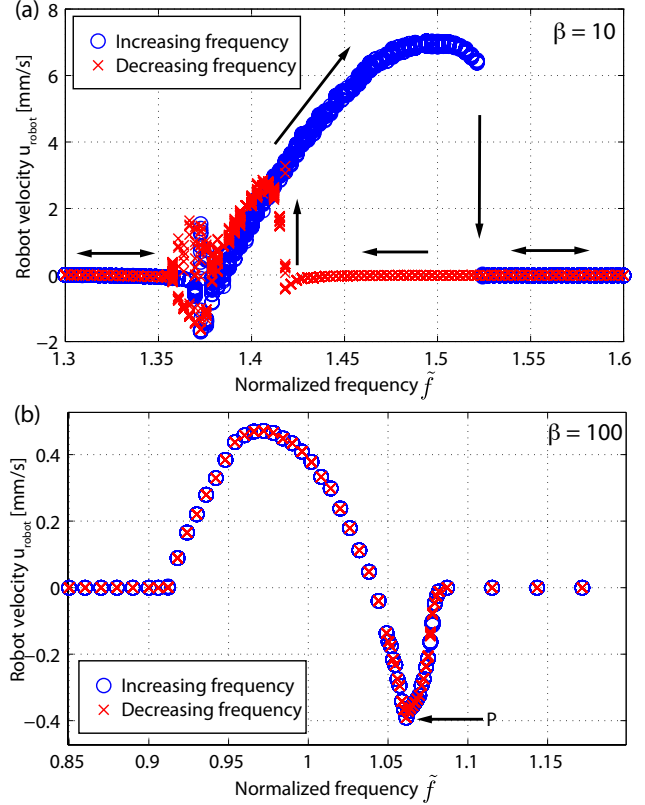 (a)
β = 10
Increasing frequency
Decreasing frequency
Robot velocity u_robot [mm/s]
8
6
4
2
0
−2
1.3 1.35 1.4 1.45 1.5 1.55 1.6
Normalized frequency f̃
(b)
β = 100
Robot velocity u_robot [mm/s]
0.4
0.2
0
−0.2
−0.4
Increasing frequency
Decreasing frequency
P
0.85 0.9 0.95 1 1.05 1.1 1.15
Normalized frequency f̃